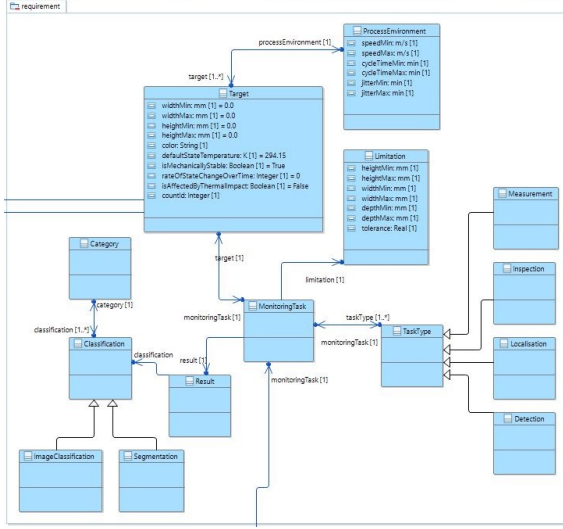 requirement
ProcessEnvironment
speedMin: m/s [1]
speedMax: m/s [1]
cycleTimeMin: min [1]
cycleTimeMax: min [1]
jitterMin: min [1]
jitterMax: min [1]
processEnvironment [1]
target [1..*]
Target
widthMin: mm [1] = 0.0
widthMax: mm [1] = 0.0
heightMin: mm [1] = 0.0
heightMax: mm [1] = 0.0
color: String [1]
defaultStateTemperature: K [1] = 294.15
isMechanicallyStable: Boolean [1] = True
rateOfStateChangeOverTime: Integer [1] = 0
isAffectedByThermalImpact: Boolean [1] = False
countId: Integer [1]
Limitation
heightMin: mm [1]
heightMax: mm [1]
widthMin: mm [1]
widthMax: mm [1]
depthMin: mm [1]
depthMax: mm [1]
tolerance: Real [1]
Measurement
Category
target [1]
limitation [1]
Inspection
category [1]
monitoringTask [1]
MonitoringTask
taskType [1..*]
classification [1..*]
TaskType
Classification
monitoringTask [1]
Localisation
classification
result [1]
Result
monitoringTask [1]
Detection
ImageClassification
Segmentation